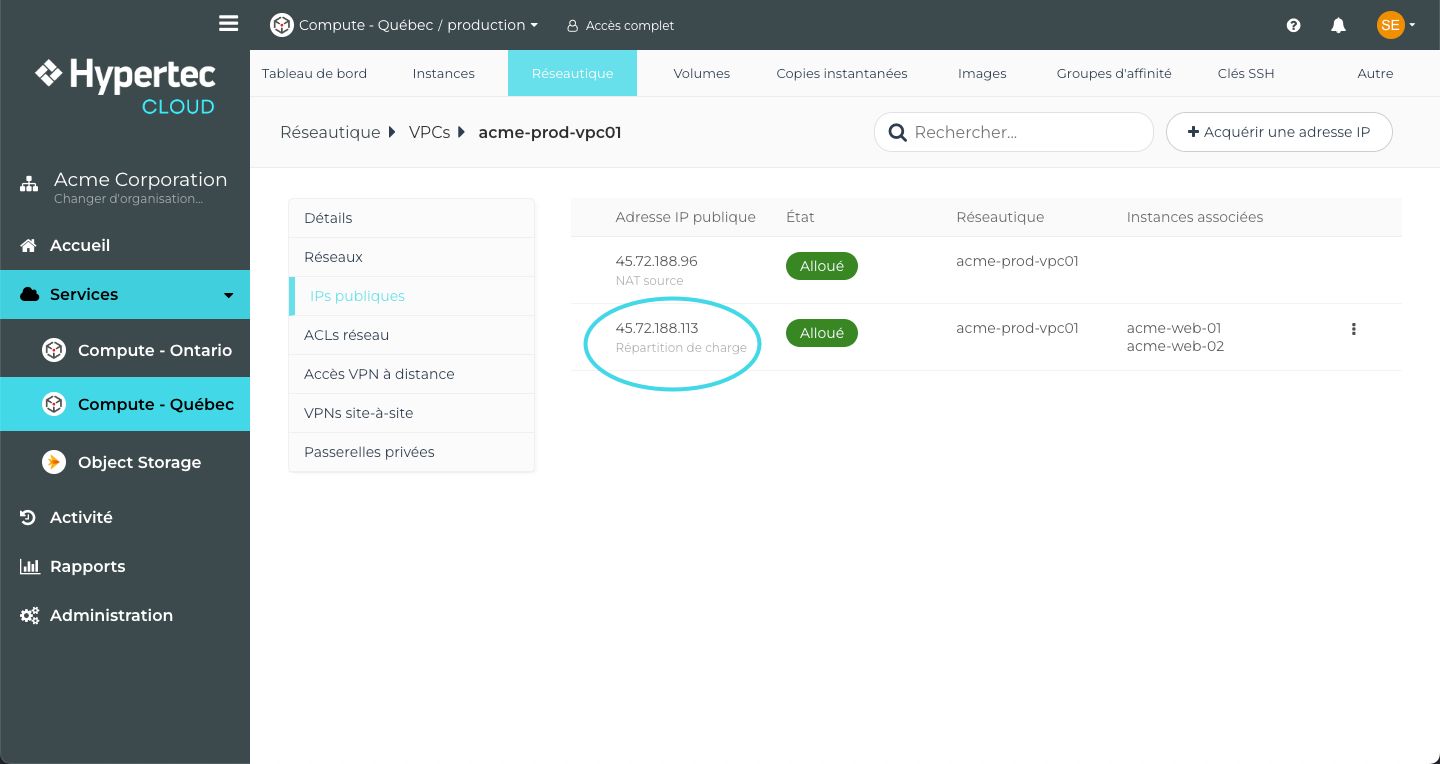 Compute - Québec / production
Accès complet
SE
Hypertec
CLOUD
Tableau de bord
Instances
Réseautique
Volumes
Copies instantanées
Images
Groupes d'affinité
Clés SSH
Autre
Réseautique
VPCs
acme-prod-vpc01
Rechercher...
Acquérir une adresse IP
Acme Corporation
Changer d'organisation...
Accueil
Services
Compute - Ontario
Compute - Québec
Object Storage
Activité
Rapports
Administration
Détails
Réseaux
IPs publiques
ACLs réseau
Accès VPN à distance
VPNs site-à-site
Passerelles privées
Adresse IP publique
État
Réseautique
Instances associées
45.72.188.96
NAT source
Alloué
acme-prod-vpc01
45.72.188.113
Répartition de charge
Alloué
acme-prod-vpc01
acme-web-01
acme-web-02